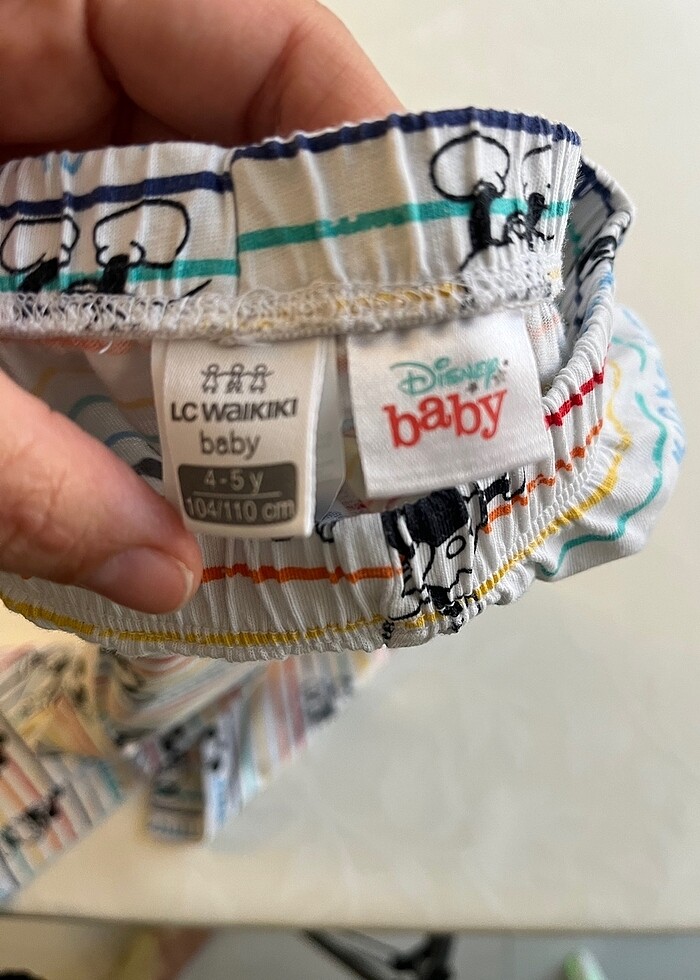 LC WAIKIKI
baby
4-5 y
104/110 cm
Disney
baby